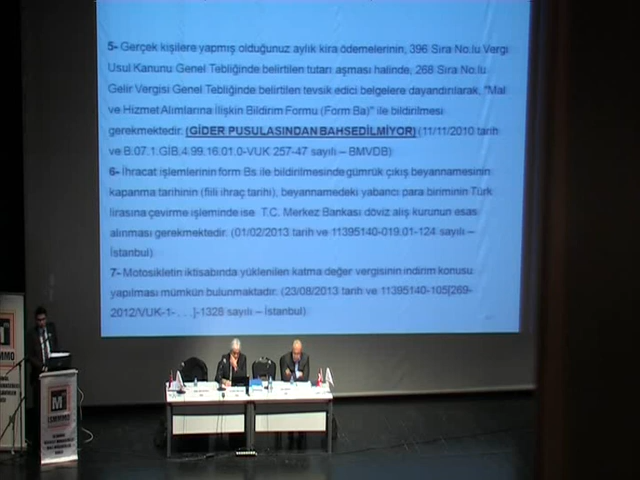 5- Gerçek kişilere yapmış olduğunuz aylık kira ödemelerinin, 396 Sıra No.lu Vergi
Usul Kanunu Genel Tebliğinde belirtilen tutarı aşması halinde, 268 Sıra No.lu
Gelir Vergisi Genel Tebliğinde belirtilen tevsik edici belgelere dayandırılarak, "Mal
ve Hizmet Alımlarına İlişkin Bildirim Formu (Form Ba)" ile bildirilmesi
gerekmektedir. (GİDER PUSULASINDAN BAHSEDİLMİYOR) (11/11/2010 tarih
ve B.07.1.GİB.4.99.16.01.0-VUK 257-47 sayılı – BMVDB)
6- İhracat işlemlerinin form Bs ile bildirilmesinde gümrük çıkış beyannamesinin
kapanma tarihinin (fiili ihraç tarihi), beyannamedeki yabancı para biriminin Türk
lirasına çevirme işleminde ise T.C. Merkez Bankası döviz alış kurunun esas
alınması gerekmektedir. (01/02/2013 tarih ve 11395140-019.01-124 sayılı –
İstanbul).
7- Motosikletin iktisabında yüklenilen katma değer vergisinin indirim konusu
yapılması mümkün bulunmaktadır. (23/08/2013 tarih ve 11395140-105[269-
2012/VUK-1- . . .]-1328 sayılı – İstanbul)